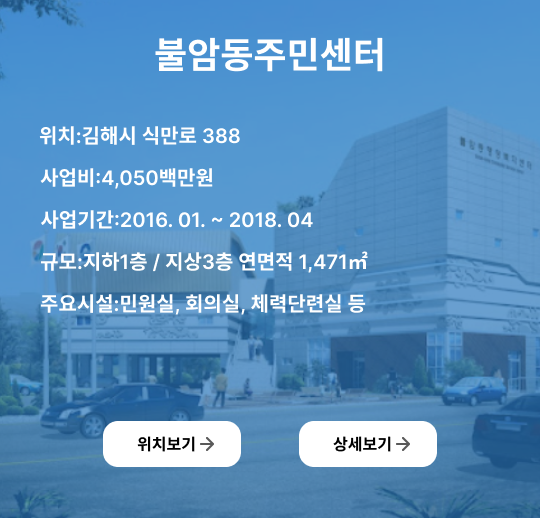 불암동주민센터
위치:김해시 식만로 388
사업비:4,050백만원
사업기간:2016. 01. ~ 2018. 04
규모:지하1층 / 지상3층 연면적 1,471㎡
주요시설:민원실, 회의실, 체력단련실 등
위치보기 →
상세보기 →